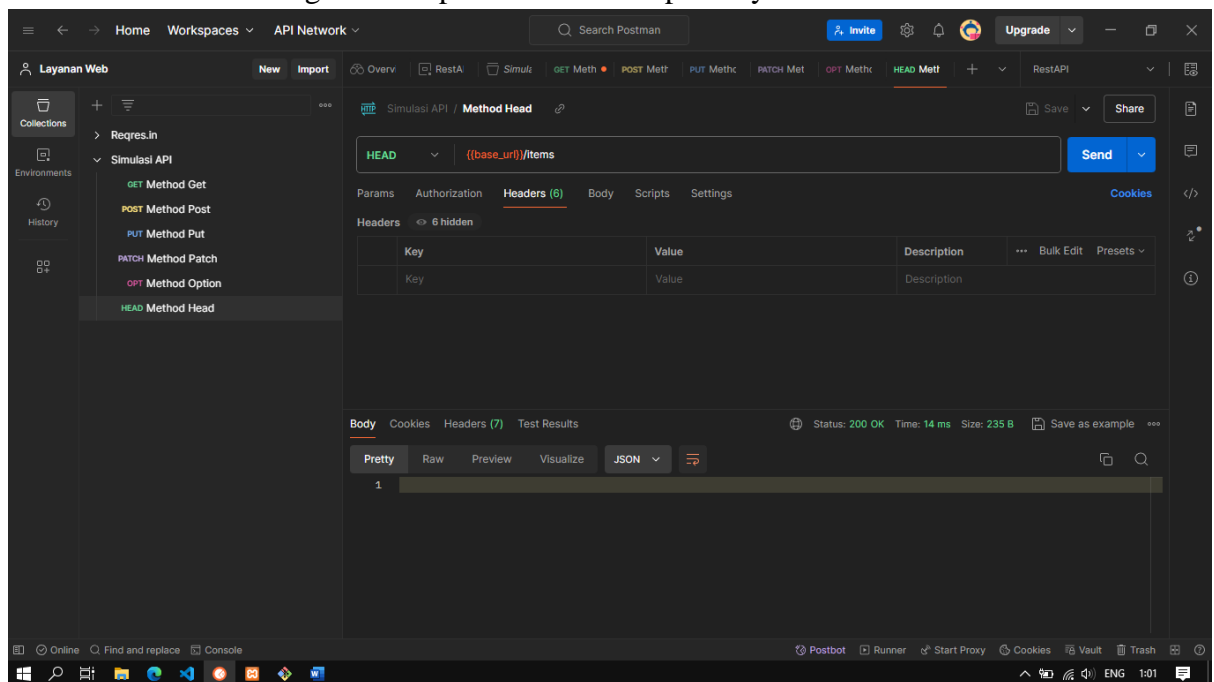 Home Workspaces API Network Search Postman Invite Upgrade
Layanan Web New Import Overvi RestA Simula GET Meth POST Meth PUT Methc PATCH Met OPT Methc HEAD Meth RestAPI
Collections
Environments
History
Reqres.in
Simulasi API
GET Method Get
POST Method Post
PUT Method Put
PATCH Method Patch
OPT Method Option
HEAD Method Head
HTTP Simulasi API / Method Head Save Share
HEAD {{base_url}}/items Send
Params Authorization Headers (6) Body Scripts Settings Cookies
Headers 6 hidden
Key Value Description Bulk Edit Presets
Key Value Description
Body Cookies Headers (7) Test Results Status: 200 OK Time: 14 ms Size: 235 B Save as example
Pretty Raw Preview Visualize JSON
1
Online Find and replace Console Postbot Runner Start Proxy Cookies Vault Trash
ENG 1:01